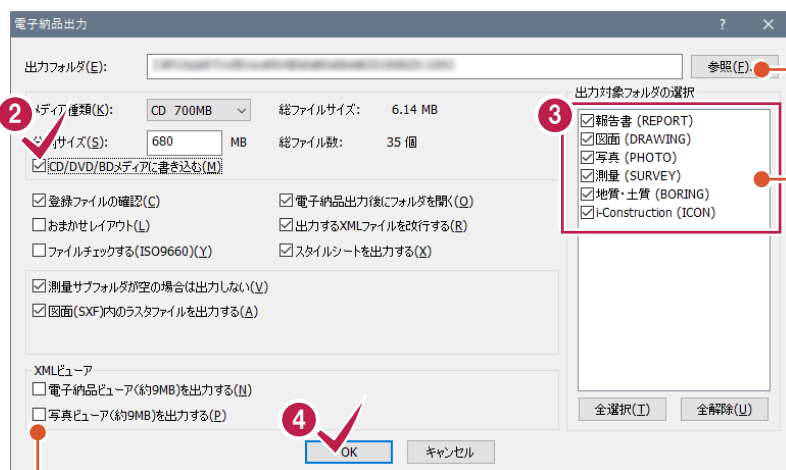 電子納品出力 ? ×
出力フォルダ(E): 参照(F)...
メディア種類(K): CD 700MB 総ファイルサイズ: 6.14 MB
サイズ(S): 680 MB 総ファイル数: 35 個
CD/DVD/BDメディアに書き込む(M)
2
登録ファイルの確認(C) 電子納品出力後にフォルダを開く(O)
おまかせレイアウト(L) 出力するXMLファイルを改行する(R)
ファイルチェックする(ISO9660)(Y) スタイルシートを出力する(X)
測量サブフォルダが空の場合は出力しない(V)
図面(SXF)内のラスタファイルを出力する(A)
XMLビューア
電子納品ビューア(約9MB)を出力する(N)
写真ビューア(約9MB)を出力する(P)
出力対象フォルダの選択
3
報告書 (REPORT)
図面 (DRAWING)
写真 (PHOTO)
測量 (SURVEY)
地質・土質 (BORING)
i-Construction (ICON)
全選択(T) 全解除(U)
4
OK キャンセル